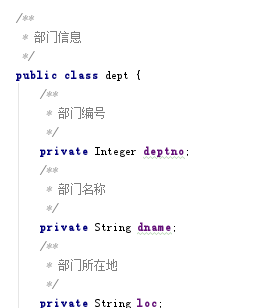 /**
 * 部门信息
 */
public class dept {
    /**
     * 部门编号
     */
    private Integer deptno;
    /**
     * 部门名称
     */
    private String dname;
    /**
     * 部门所在地
     */
    private String loc;